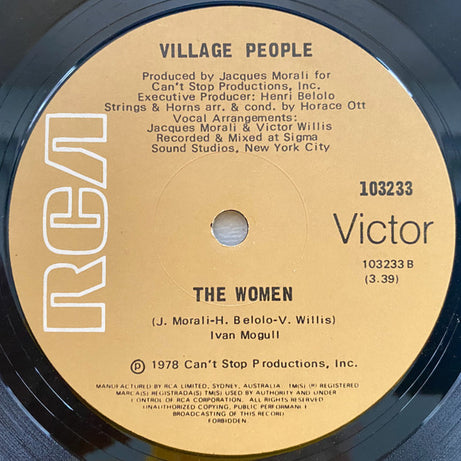 VILLAGE PEOPLE
Produced by Jacques Morali for
Can't Stop Productions, Inc.
Executive Producer: Henri Belolo
Strings & Horns arr. & cond. by Horace Ott
Vocal Arrangements:
Jacques Morali & Victor Willis
Recorded & Mixed at Sigma
Sound Studios, New York City
RCA
103233
Victor
103233 B
(3.39)
THE WOMEN
(J. Morali-H. Belolo-V. Willis)
Ivan Mogull
℗ 1978 Can't Stop Productions, Inc.
MANUFACTURED BY RCA LIMITED, SYDNEY, AUSTRALIA. TM(S) (R) REGISTERED
MARCA(S) REGISTRADA(S) TM(S) USED BY AUTHORITY AND UNDER
CONTROL OF RCA CORPORATION. ALL RIGHTS RESERVED
UNAUTHORIZED COPYING, PUBLIC PERFORMANCE
BROADCASTING OF THIS RECORD
FORBIDDEN.